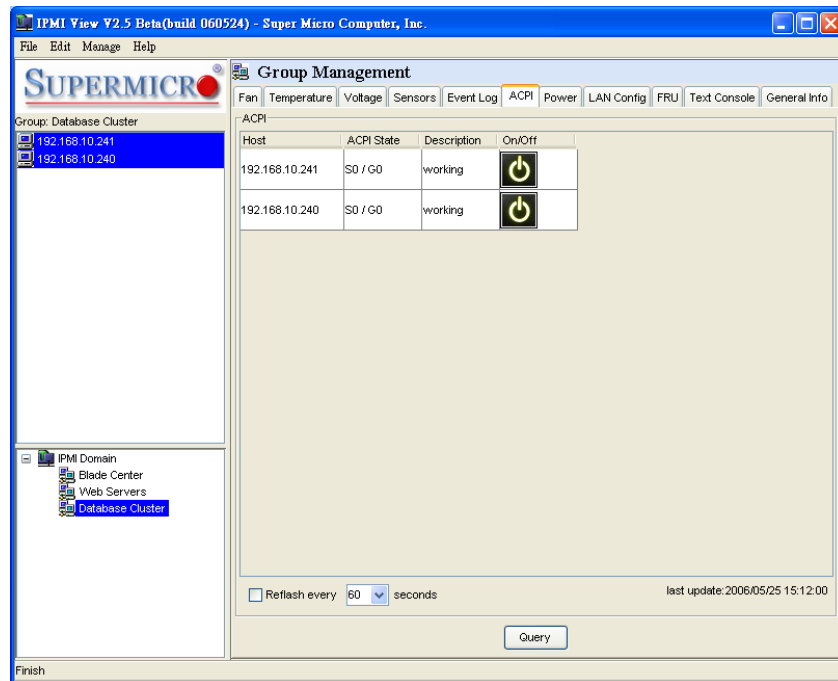 IPMI View V2.5 Beta(build 060524) - Super Micro Computer, Inc.
File Edit Manage Help
SUPERMICRO®
Group: Database Cluster
192.168.10.241
192.168.10.240
IPMI Domain
Blade Center
Web Servers
Database Cluster
Group Management
Fan Temperature Voltage Sensors Event Log ACPI Power LAN Config FRU Text Console General Info
ACPI
Host ACPI State Description On/Off
192.168.10.241 S0 / G0 working
192.168.10.240 S0 / G0 working
Reflash every 60 seconds
last update:2006/05/25 15:12:00
Query
Finish